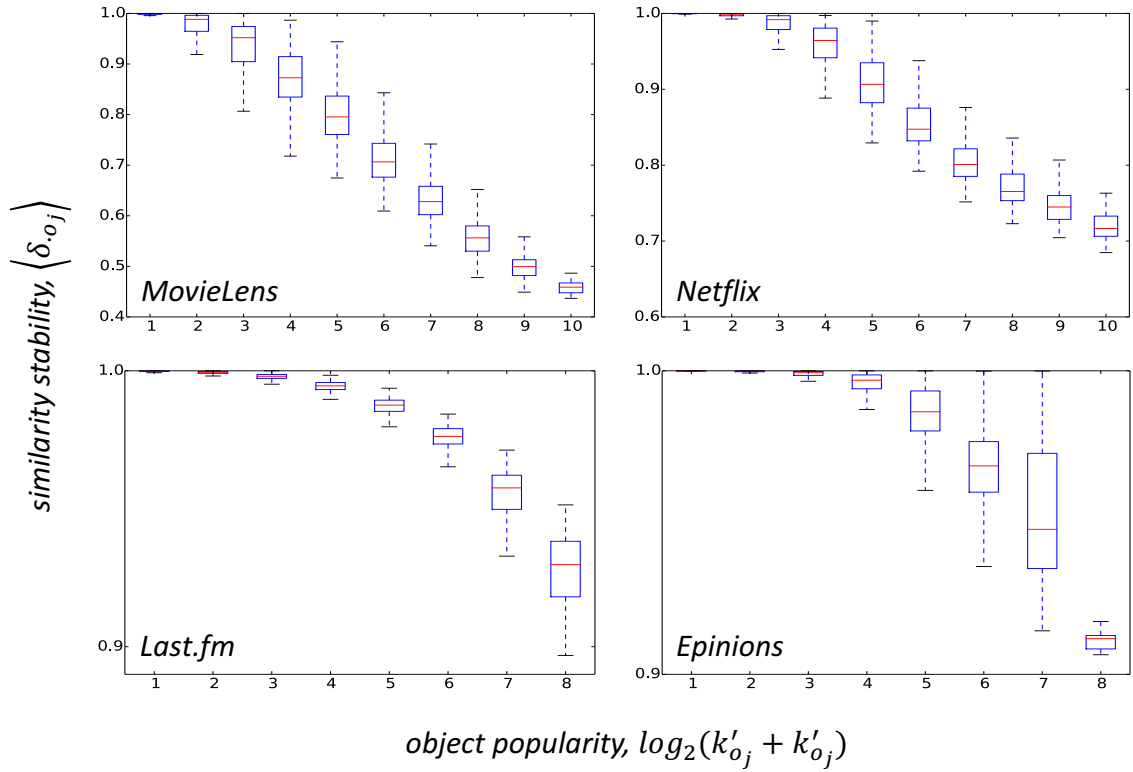 1.0
0.9
0.8
0.7
0.6
0.5
0.4
1 2 3 4 5 6 7 8 9 10
MovieLens
1.0
0.9
0.8
0.7
0.6
1 2 3 4 5 6 7 8 9 10
Netflix
1.0
0.9
1 2 3 4 5 6 7 8
Last.fm
1.0
0.9
1 2 3 4 5 6 7 8
Epinions
similarity stability, ⟨δ·o_j⟩
object popularity, log₂(k′o_j + k′o_j)